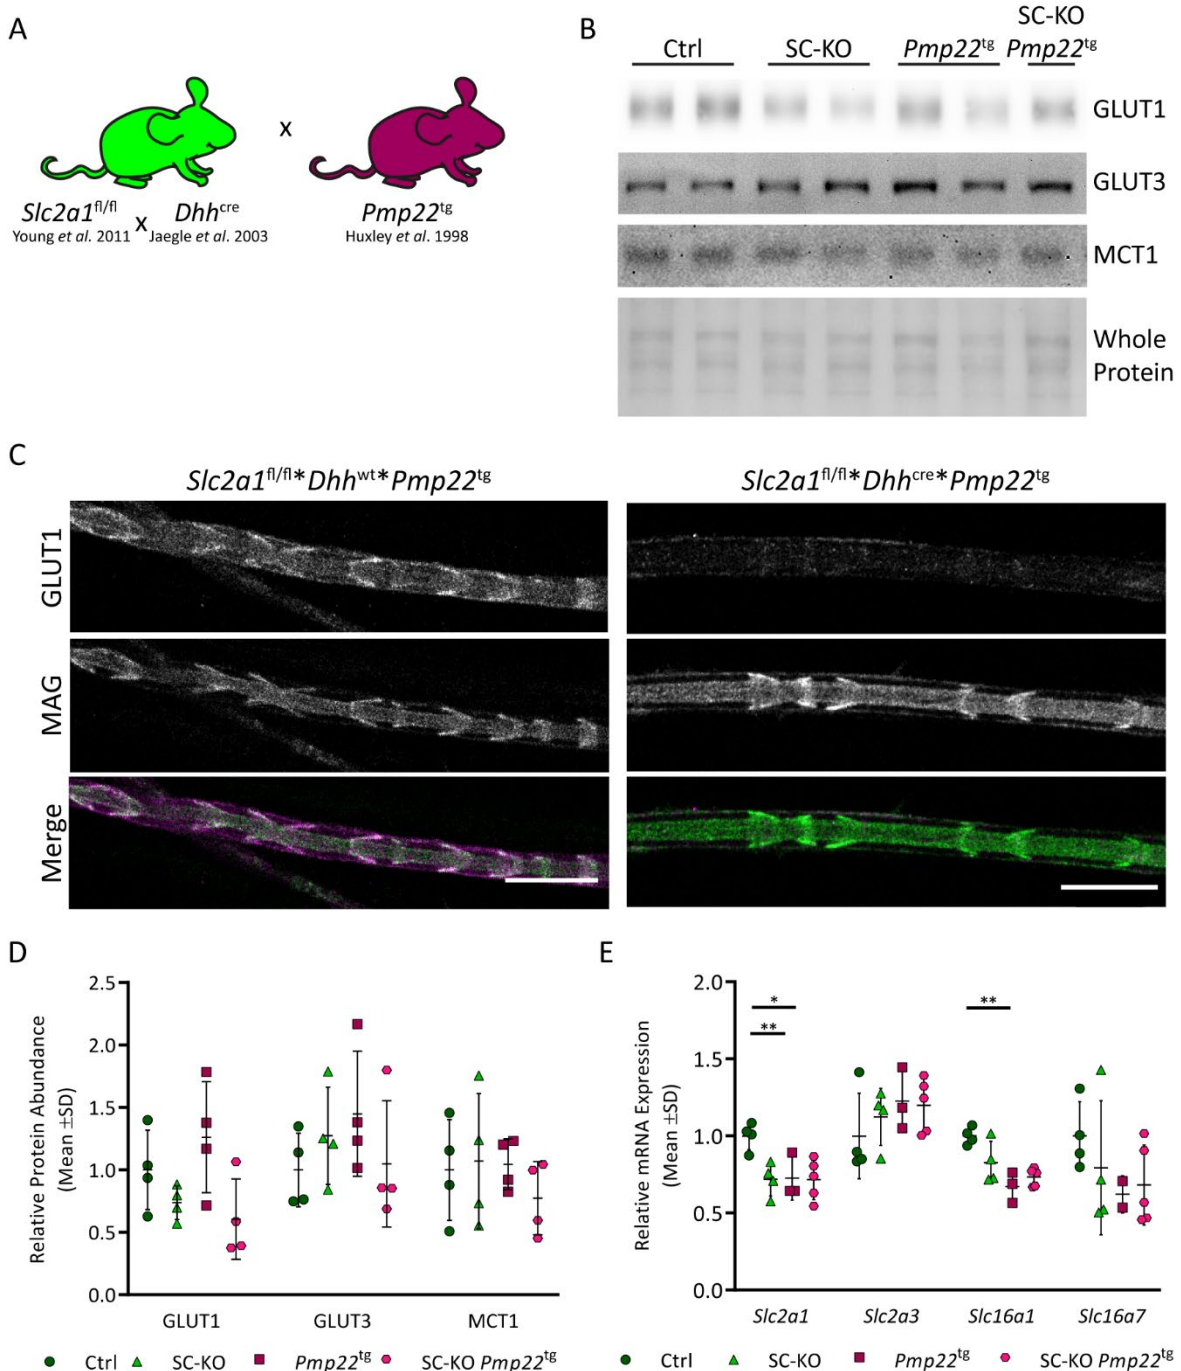 A
x
Slc2a1fl/fl x Dhhcre
Young et al. 2011 Jaegle et al. 2003
Pmp22tg
Huxley et al. 1998
B
Ctrl SC-KO Pmp22tg SC-KO Pmp22tg
GLUT1
GLUT3
MCT1
Whole
Protein
C
Slc2a1fl/fl*Dhhwt*Pmp22tg
Slc2a1fl/fl*Dhhcre*Pmp22tg
GLUT1
MAG
Merge
D
Relative Protein Abundance
(Mean ±SD)
2.5
2.0
1.5
1.0
0.5
0.0
GLUT1 GLUT3 MCT1
Ctrl SC-KO Pmp22tg SC-KO Pmp22tg
E
Relative mRNA Expression
(Mean ±SD)
2.0
1.5
1.0
0.5
0.0
*
**
**
Slc2a1 Slc2a3 Slc16a1 Slc16a7
Ctrl SC-KO Pmp22tg SC-KO Pmp22tg